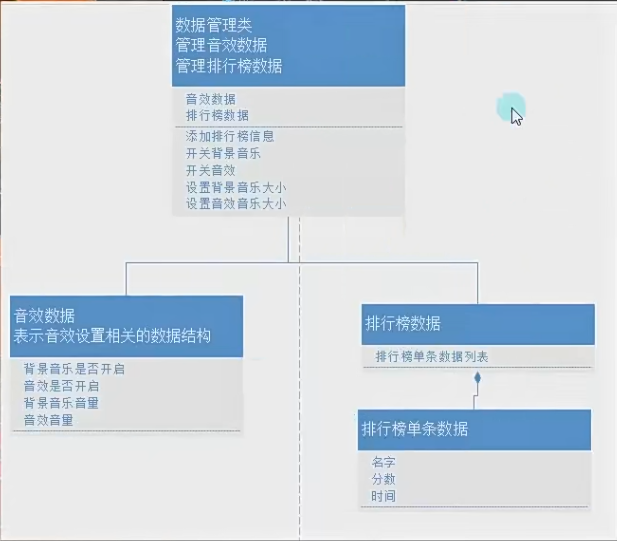 数据管理类
管理音效数据
管理排行榜数据
音效数据
排行榜数据
添加排行榜信息
开关背景音乐
开关音效
设置背景音乐大小
设置音效音乐大小
音效数据
表示音效设置相关的数据结构
背景音乐是否开启
音效是否开启
背景音乐音量
音效音量
排行榜数据
排行榜单条数据列表
排行榜单条数据
名字
分数
时间